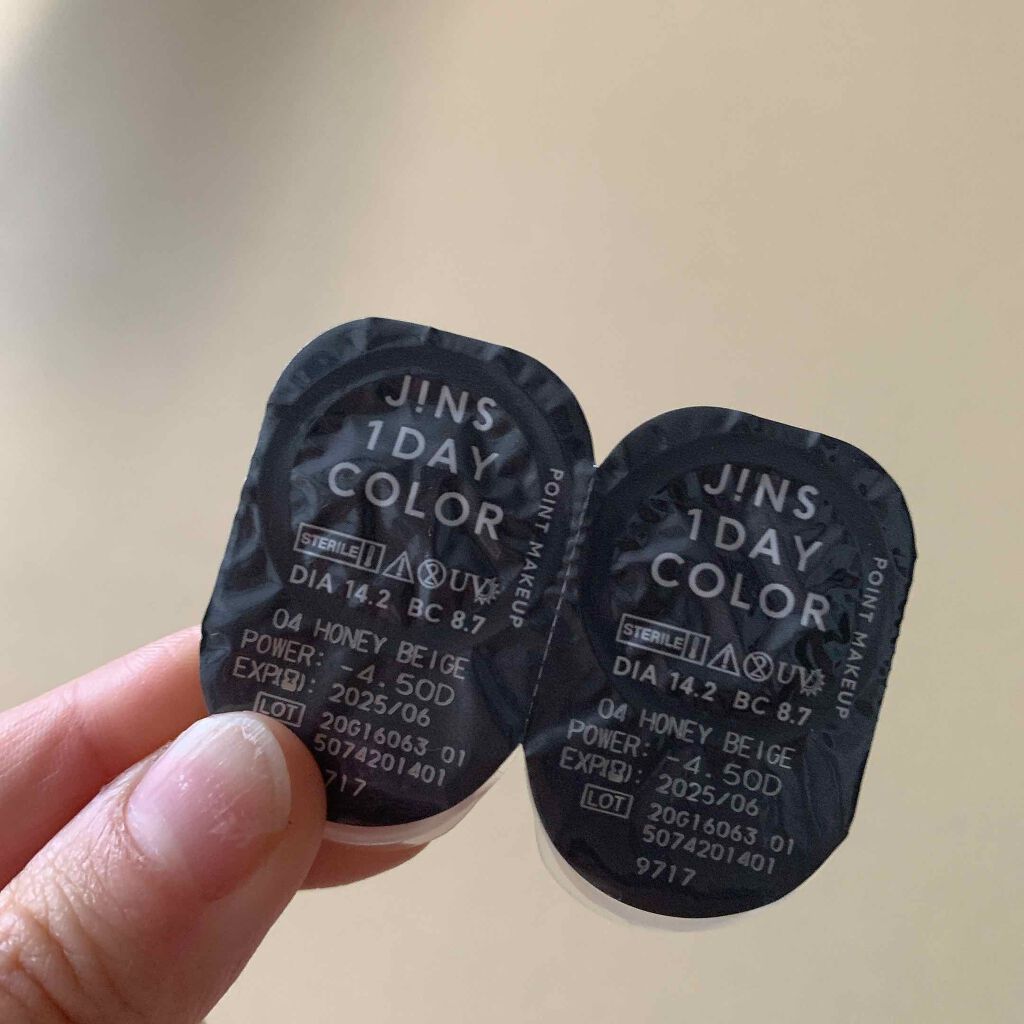 J!NS
1DAY
COLOR
STERILE UV
DIA 14.2 BC 8.7
POINT MAKEUP
04 HONEY BEIGE
POWER: -4.50D
EXP(): 2025/06
LOT 20G16063 01
5074201401
717
J!NS
1DAY
COLOR
STERILE UV
DIA 14.2 BC 8.7
POINT MAKEUP
04 HONEY BEIGE
POWER: -4.50D
EXP(): 2025/06
LOT 20G16063 01
5074201401
9717